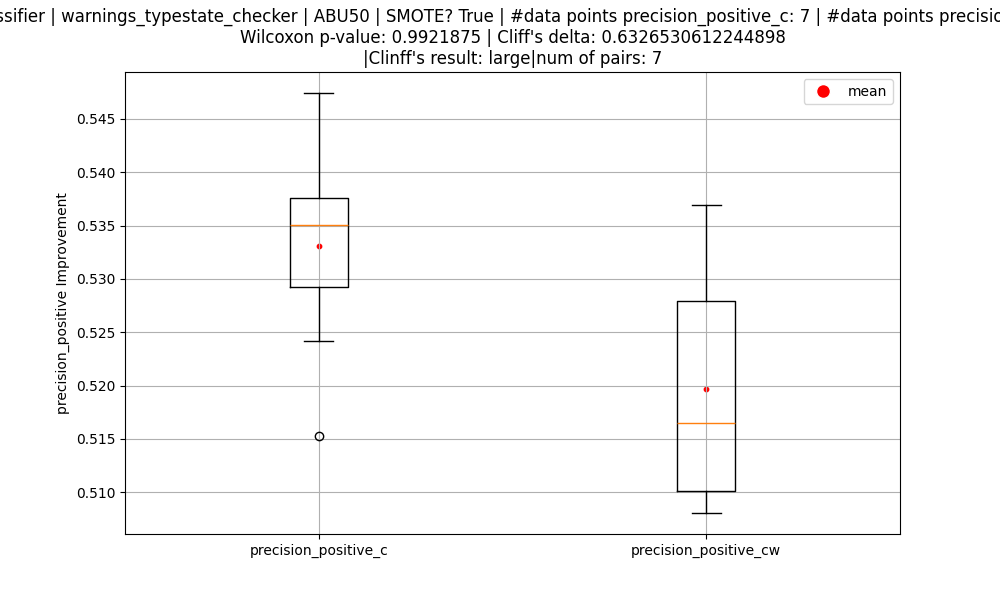 | warnings_typestate_checker | ABU50 | SMOTE? True | #data points precision_positive_c: 7 | #data points
Wilcoxon p-value: 0.9921875 | Cliff's delta: 0.6326530612244898
|Clinff's result: large|num of pairs: 7
mean
0.545
0.540
0.535
0.530
0.525
0.520
0.515
0.510
precision_positive Improvement
precision_positive_c
precision_positive_cw